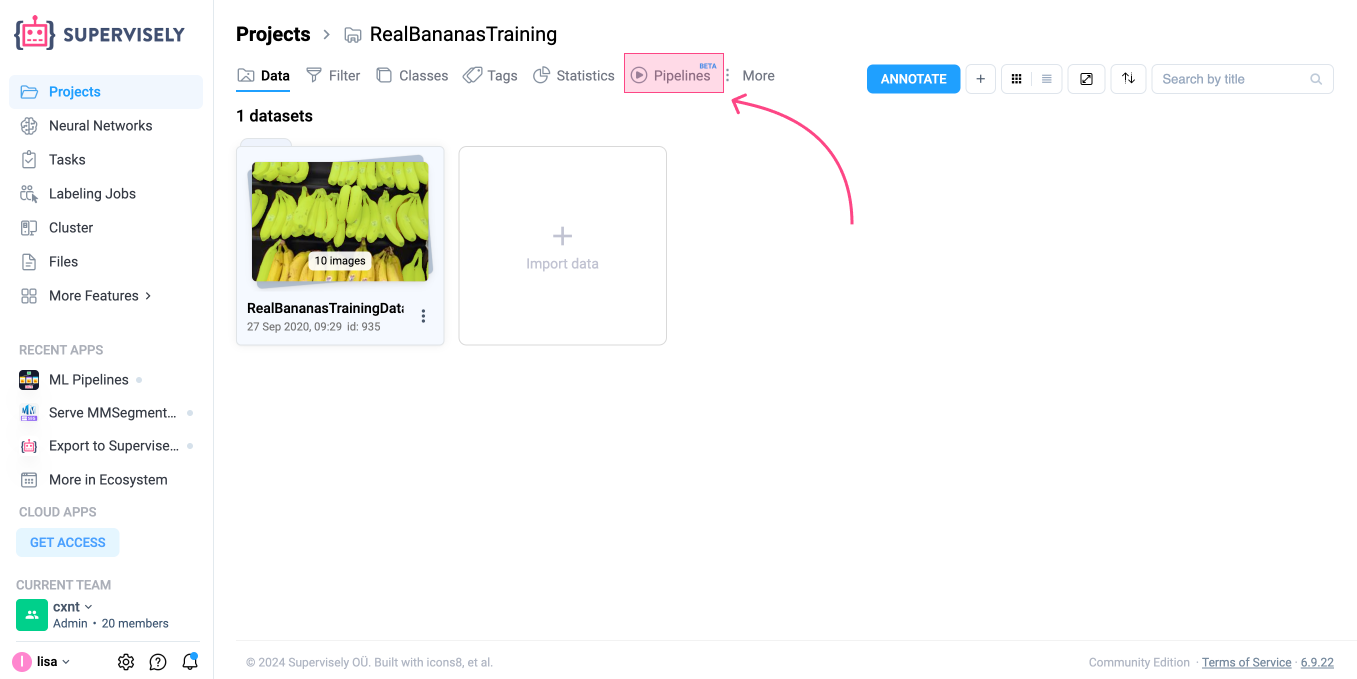 SUPERVISELY
Projects
Neural Networks
Tasks
Labeling Jobs
Cluster
Files
More Features
RECENT APPS
ML Pipelines
Serve MMSegment...
Export to Supervise...
More in Ecosystem
CLOUD APPS
GET ACCESS
CURRENT TEAM
cxnt
Admin • 20 members
lisa
Projects > RealBananasTraining
Data Filter Classes Tags Statistics Pipelines BETA More
ANNOTATE + Search by title
1 datasets
10 images
RealBananasTrainingData
27 Sep 2020, 09:29 id: 935
Import data
© 2024 Supervisely OÜ. Built with icons8, et al.
Community Edition · Terms of Service · 6.9.22